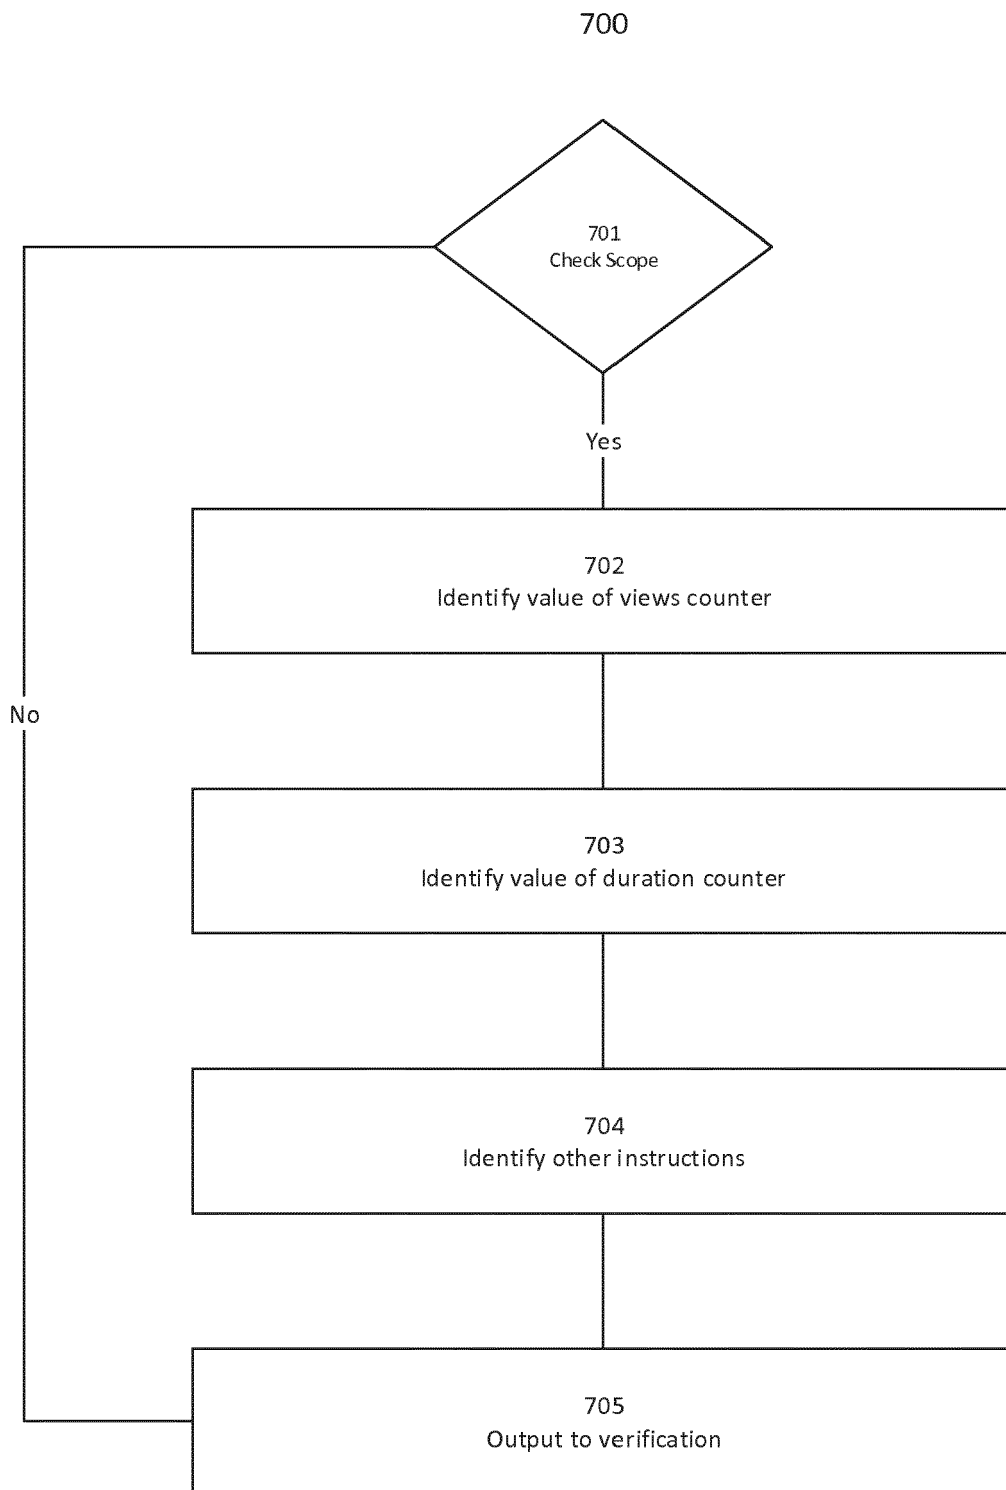 700
701
Check Scope
Yes
702
Identify value of views counter
No
703
Identify value of duration counter
704
Identify other instructions
705
Output to verification